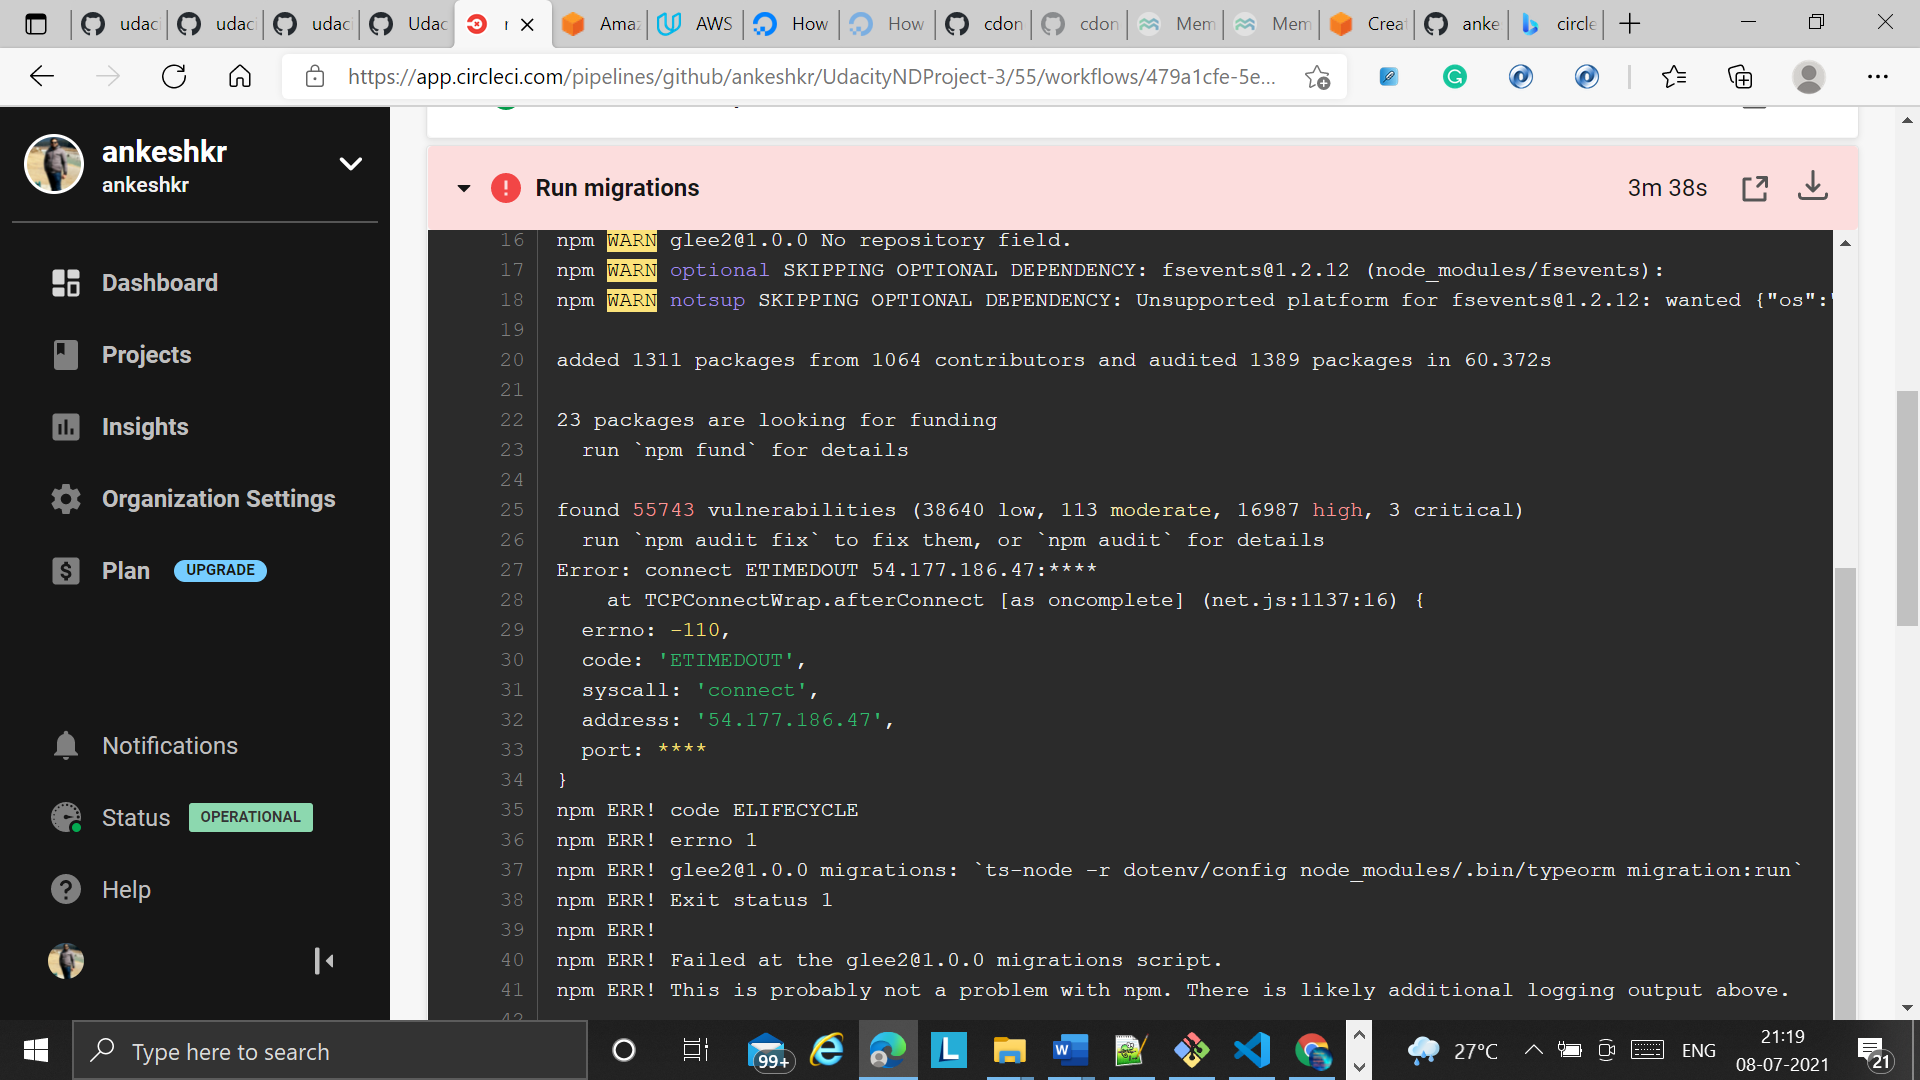 udaci
udaci
udaci
Udac
Amaz
AWS
How
How
cdon
cdon
Mem
Mem
Creat
anke
circle
https://app.circleci.com/pipelines/github/ankeshkr/UdacityNDProject-3/55/workflows/479a1cfe-5e...
ankeshkr
ankeshkr
Dashboard
Projects
Insights
Organization Settings
Plan UPGRADE
Notifications
Status OPERATIONAL
Help
Run migrations 3m 38s
16 npm WARN glee2@1.0.0 No repository field.
17 npm WARN optional SKIPPING OPTIONAL DEPENDENCY: fsevents@1.2.12 (node_modules/fsevents):
18 npm WARN notsup SKIPPING OPTIONAL DEPENDENCY: Unsupported platform for fsevents@1.2.12: wanted {"os":"
19
20 added 1311 packages from 1064 contributors and audited 1389 packages in 60.372s
21
22 23 packages are looking for funding
23 run `npm fund` for details
24
25 found 55743 vulnerabilities (38640 low, 113 moderate, 16987 high, 3 critical)
26 run `npm audit fix` to fix them, or `npm audit` for details
27 Error: connect ETIMEDOUT 54.177.186.47:****
28 at TCPConnectWrap.afterConnect [as oncomplete] (net.js:1137:16) {
29 errno: -110,
30 code: 'ETIMEDOUT',
31 syscall: 'connect',
32 address: '54.177.186.47',
33 port: ****
34 }
35 npm ERR! code ELIFECYCLE
36 npm ERR! errno 1
37 npm ERR! glee2@1.0.0 migrations: `ts-node -r dotenv/config node_modules/.bin/typeorm migration:run`
38 npm ERR! Exit status 1
39 npm ERR!
40 npm ERR! Failed at the glee2@1.0.0 migrations script.
41 npm ERR! This is probably not a problem with npm. There is likely additional logging output above.
42
Type here to search
99+
27°C
ENG
21:19
08-07-2021
21